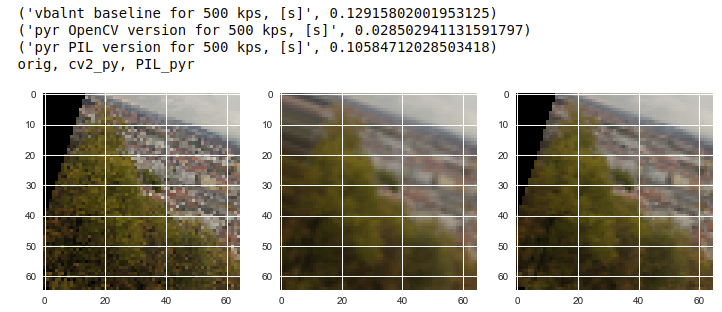 ('vbalnt baseline for 500 kps, [s]', 0.12915802001953125)
('pyr OpenCV version for 500 kps, [s]', 0.028502941131591797)
('pyr PIL version for 500 kps, [s]', 0.10584712028503418)
orig, cv2_py, PIL_pyr
0 0 0
10 10 10
20 20 20
30 30 30
40 40 40
50 50 50
60 60 60
0 20 40 60 0 20 40 60 0 20 40 60